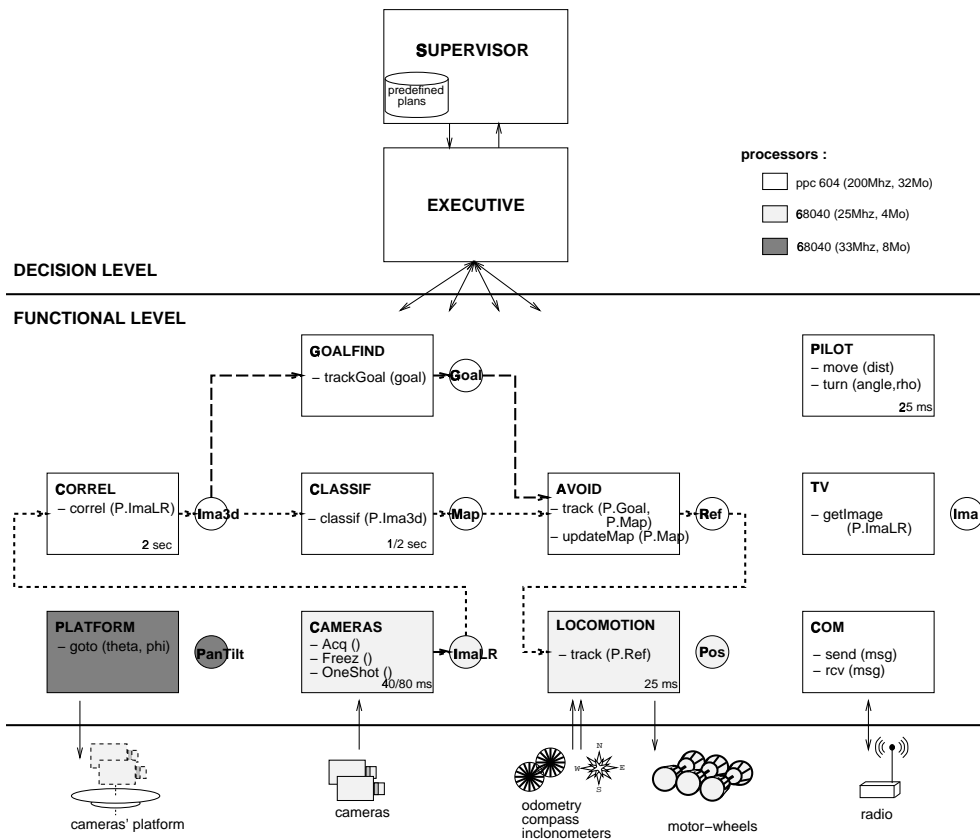 SUPERVISOR
predefined
plans
EXECUTIVE
processors :
ppc 604 (200Mhz, 32Mo)
68040 (25Mhz, 4Mo)
68040 (33Mhz, 8Mo)
DECISION LEVEL
FUNCTIONAL LEVEL
GOALFIND
– trackGoal (goal)
Goal
PILOT
– move (dist)
– turn (angle,rho)
25 ms
CORREL
– correl (P.ImaLR)
2 sec
Ima3d
CLASSIF
– classif (P.Ima3d)
1/2 sec
Map
AVOID
– track (P.Goal,
P.Map)
– updateMap (P.Map)
Ref
TV
– getImage
(P.ImaLR)
Ima
PLATFORM
– goto (theta, phi)
PanTilt
CAMERAS
– Acq ()
– Freez ()
– OneShot ()
40/80 ms
ImaLR
LOCOMOTION
– track (P.Ref)
25 ms
Pos
COM
– send (msg)
– rcv (msg)
cameras' platform
cameras
N
W
E
S
odometry
compass
inclonometers
motor–wheels
radio